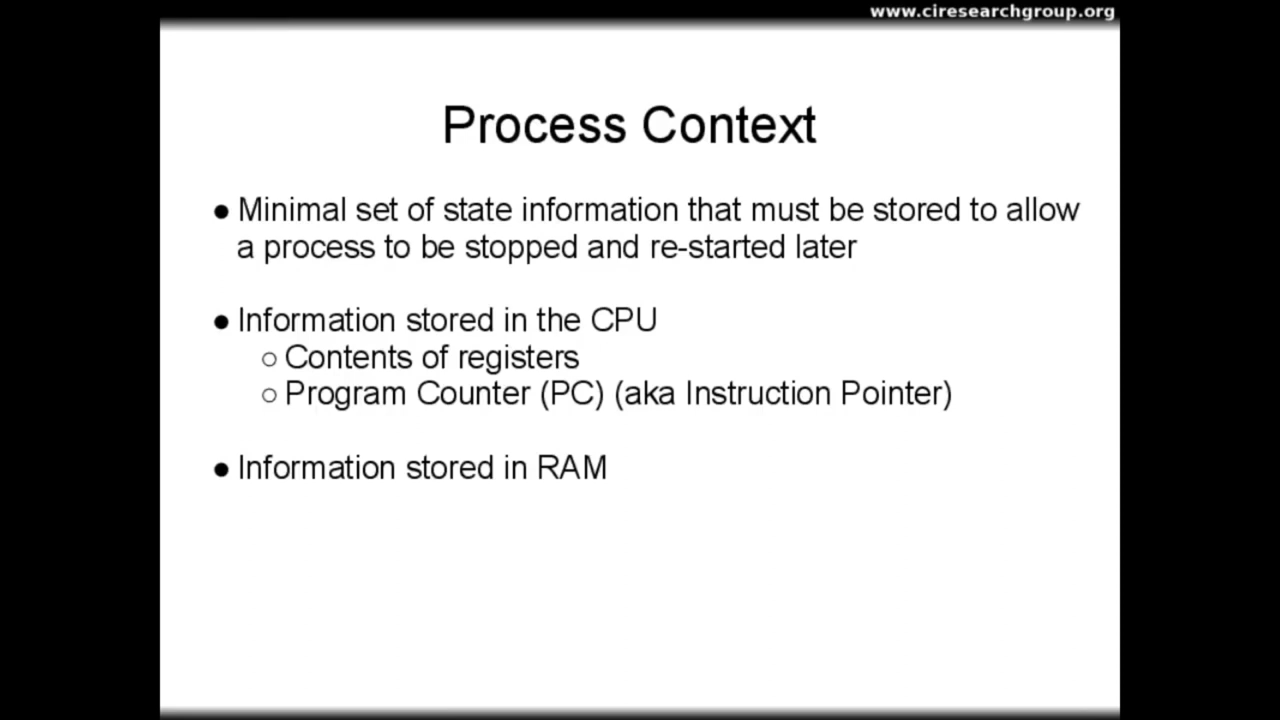 www.ciresearchgroup.org
Process Context
● Minimal set of state information that must be stored to allow
a process to be stopped and re-started later
● Information stored in the CPU
○ Contents of registers
○ Program Counter (PC) (aka Instruction Pointer)
● Information stored in RAM